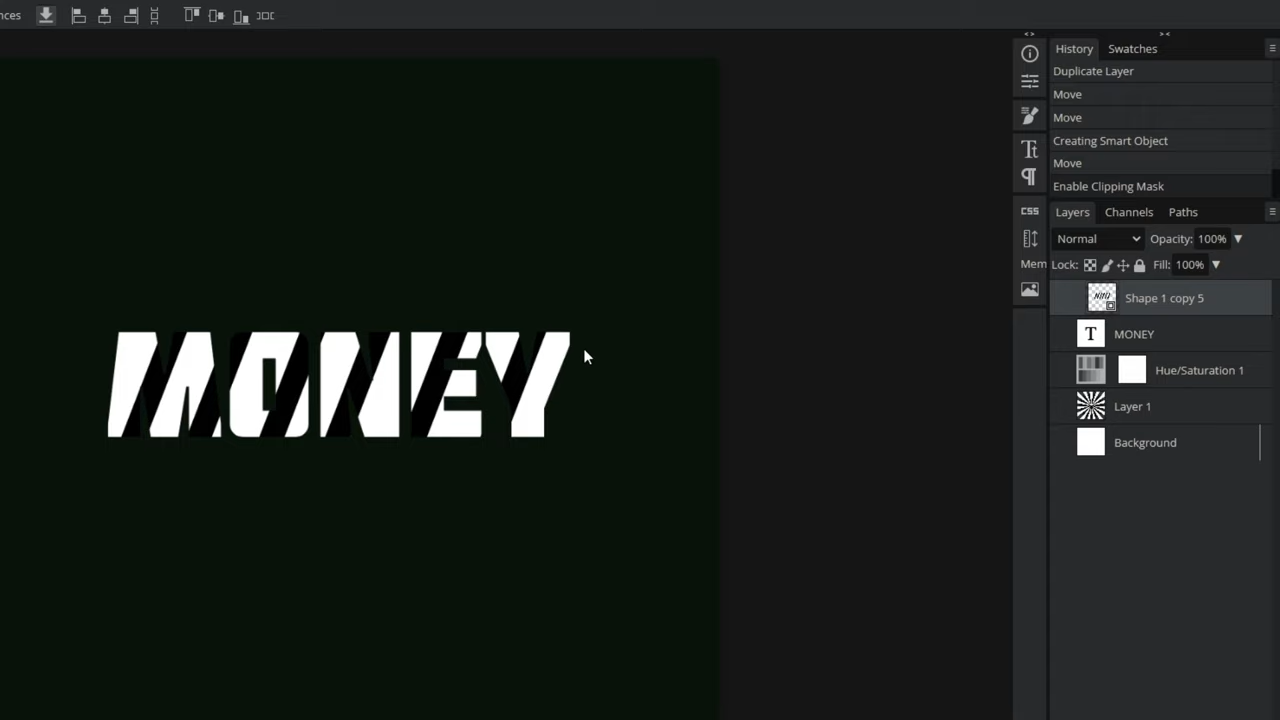 nces
History Swatches
Duplicate Layer
Move
Move
Creating Smart Object
Move
Enable Clipping Mask
Tt
CSS
Mem
Layers Channels Paths
Normal Opacity: 100%
Lock: Fill: 100%
Shape 1 copy 5
T MONEY
Hue/Saturation 1
Layer 1
Background
MONEY